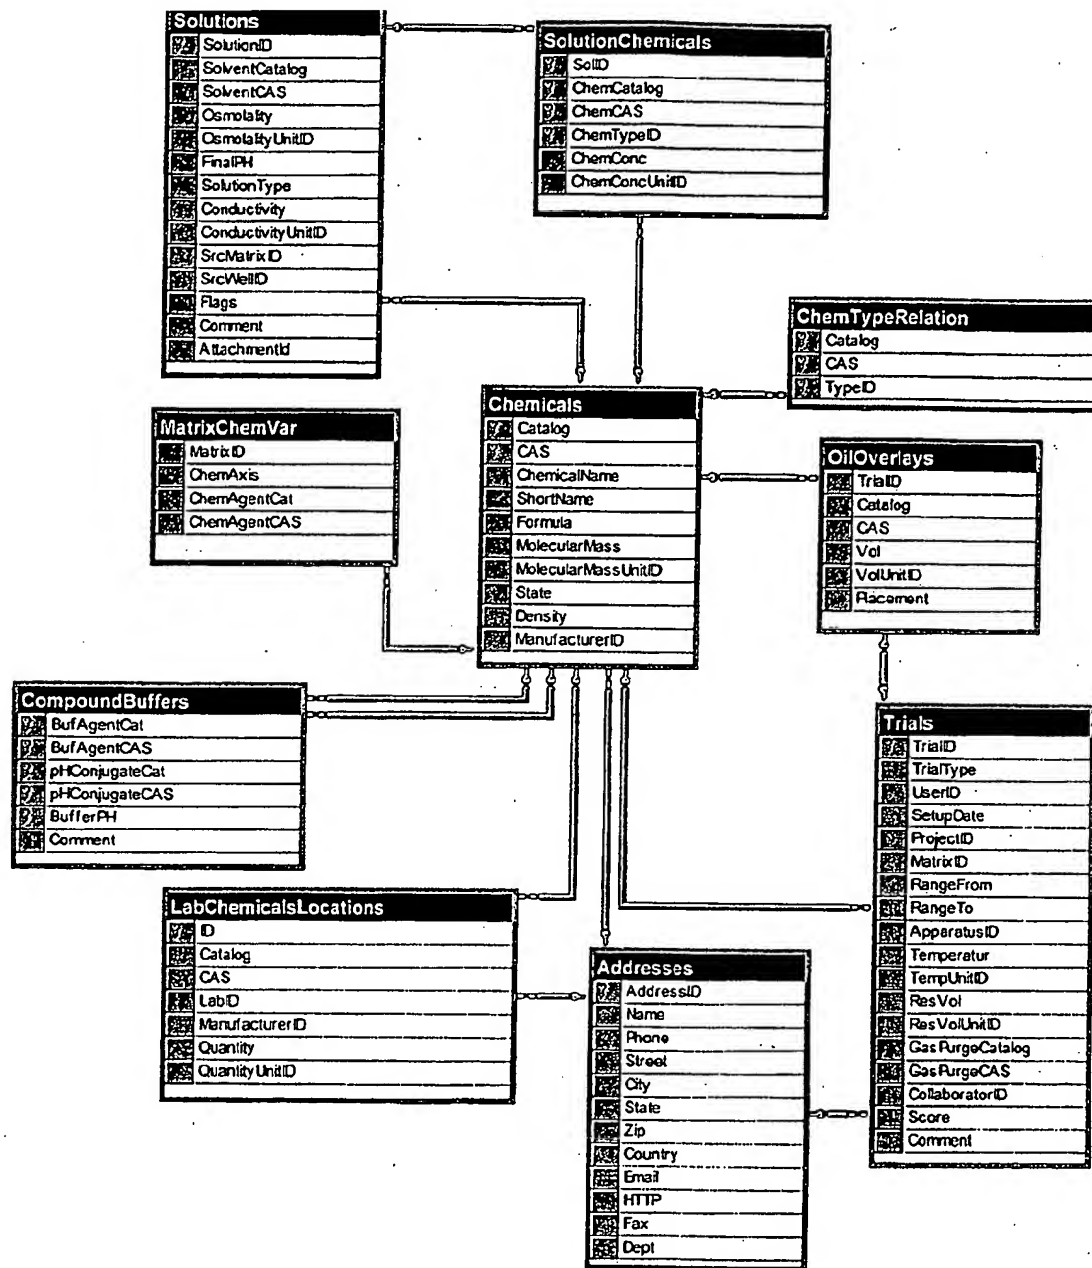 Solutions
SolutionID
SolventCatalog
SolventCAS
Osmolality
OsmolalityUnitID
FinalPH
SolutionType
Conductivity
ConductivityUnitID
SrcMatrixID
SrcWellID
Flags
Comment
AttachmentId
SolutionChemicals
SolID
ChemCatalog
ChemCAS
ChemTypeID
ChemConc
ChemConcUnitID
ChemTypeRelation
Catalog
CAS
TypeID
Chemicals
Catalog
CAS
ChemicalName
ShortName
Formula
MolecularMass
MolecularMassUnitID
State
Density
ManufacturerID
MatrixChemVar
MatrixID
ChemAxis
ChemAgentCat
ChemAgentCAS
OilOverlays
TrialID
Catalog
CAS
Vol
VolUnitID
Placement
CompoundBuffers
BufAgentCat
BufAgentCAS
pHConjugateCat
pHConjugateCAS
BufferPH
Comment
Trials
TrialID
TrialType
UserID
SetupDate
ProjectID
MatrixID
RangeFrom
RangeTo
ApparatusID
Temperatur
TempUnitID
ResVol
ResVolUnitID
GasPurgeCatalog
GasPurgeCAS
CollaboratorID
Score
Comment
LabChemicalsLocations
ID
Catalog
CAS
LabID
ManufacturerID
Quantity
QuantityUnitID
Addresses
AddressID
Name
Phone
Street
City
State
Zip
Country
Email
HTTP
Fax
Dept